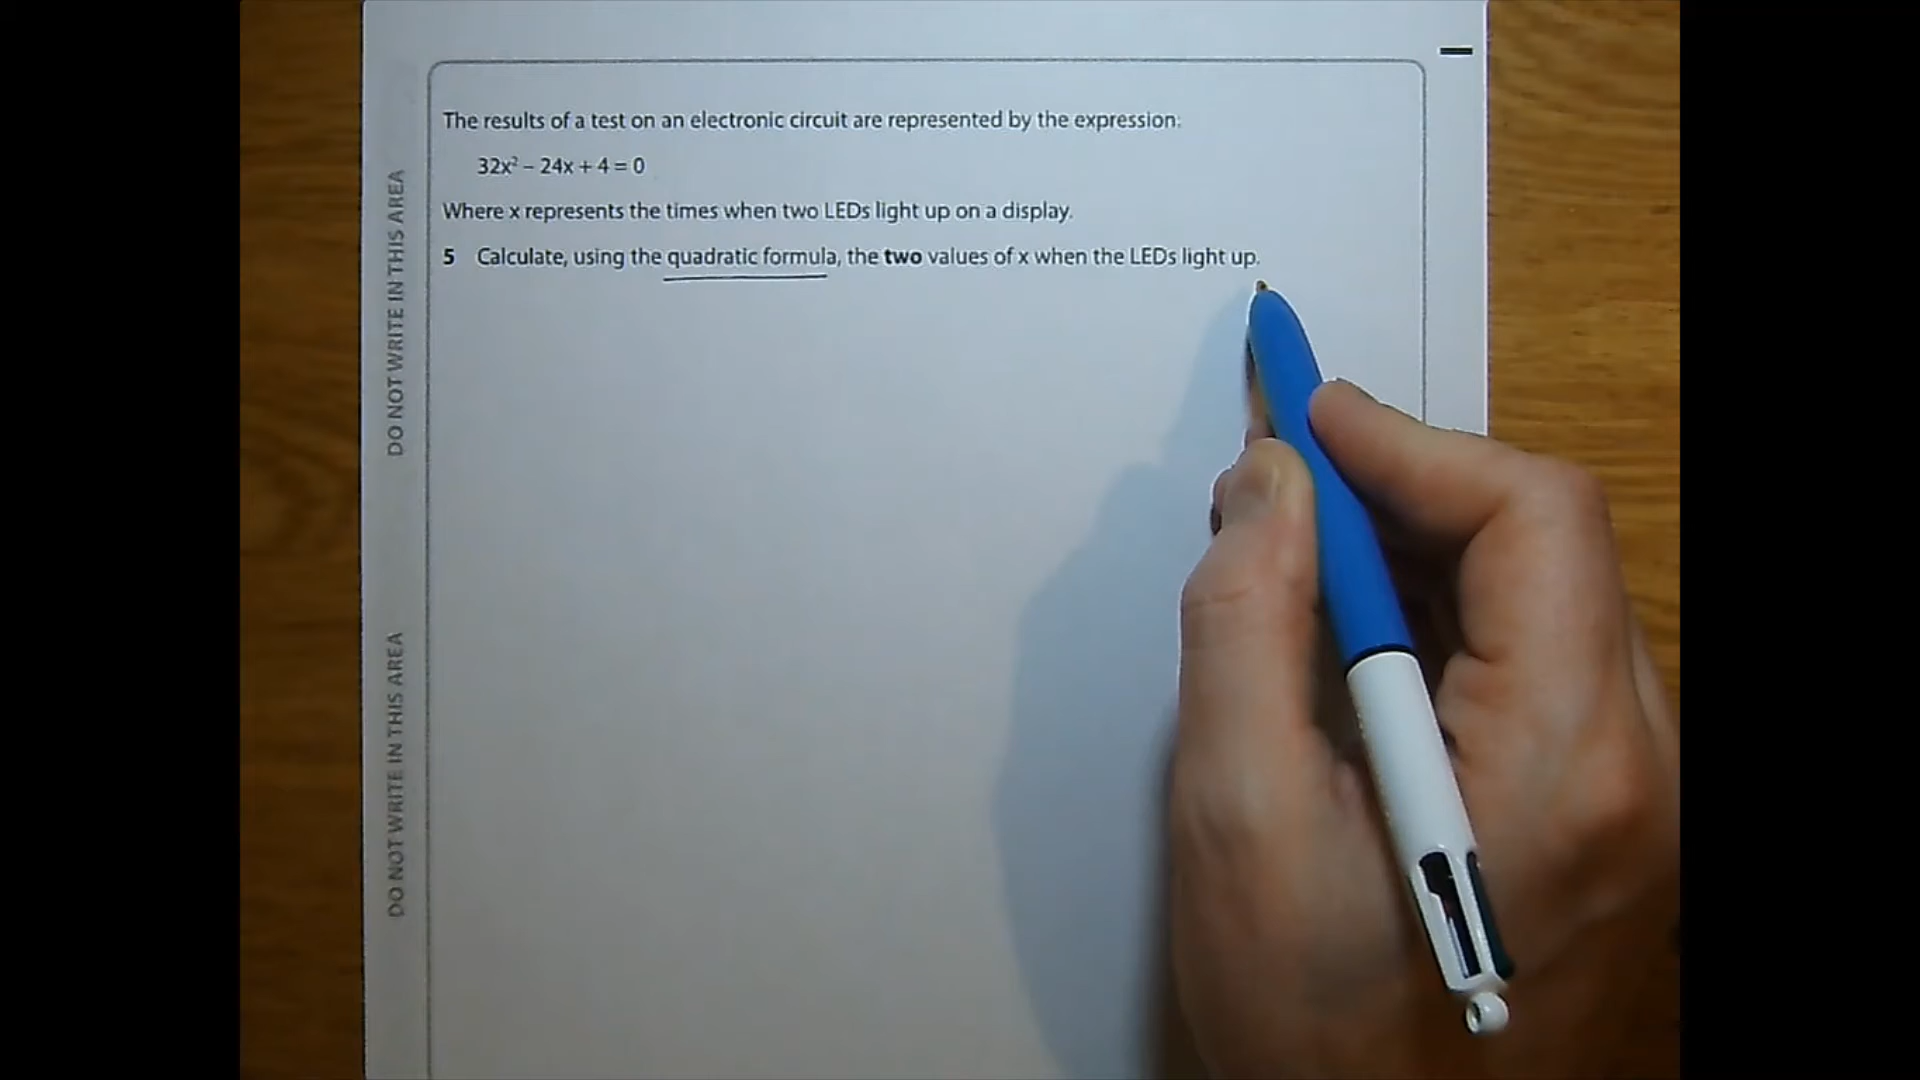 The results of a test on an electronic circuit are represented by the expression:
32x² – 24x + 4 = 0
Where x represents the times when two LEDs light up on a display.
5 Calculate, using the quadratic formula, the two values of x when the LEDs light up.
DO NOT WRITE IN THIS AREA
DO NOT WRITE IN THIS AREA